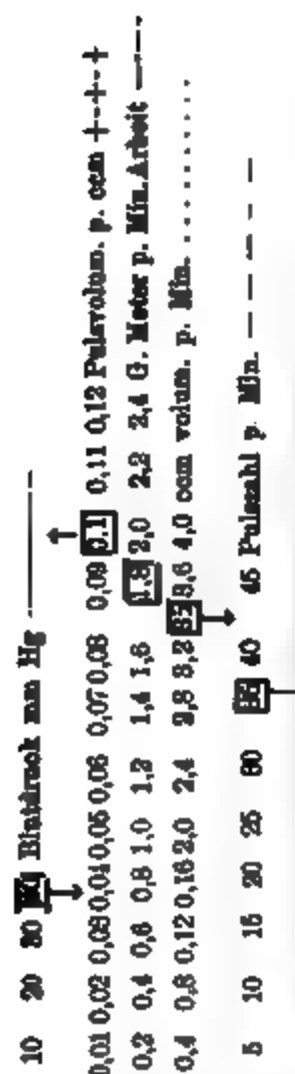 10 20 30 Blutdruck mn Hg
0,01 0,02 0,03 0,04 0,05 0,06 0,07 0,08 0,09 0,1 0,11 0,12 Pulsvolum. p. ccm +-+-+
0,2 0,4 0,6 0,8 1,0 1,2 1,4 1,6 1,8 2,0 2,2 2,4 G. Meter p. Min. Arbeit
0,4 0,8 0,12 0,16 2,0 2,4 2,8 3,2 3,6 4,0 ccm volum. p. Min.
5 10 15 20 25 30 40 45 Pulszahl p. Min.